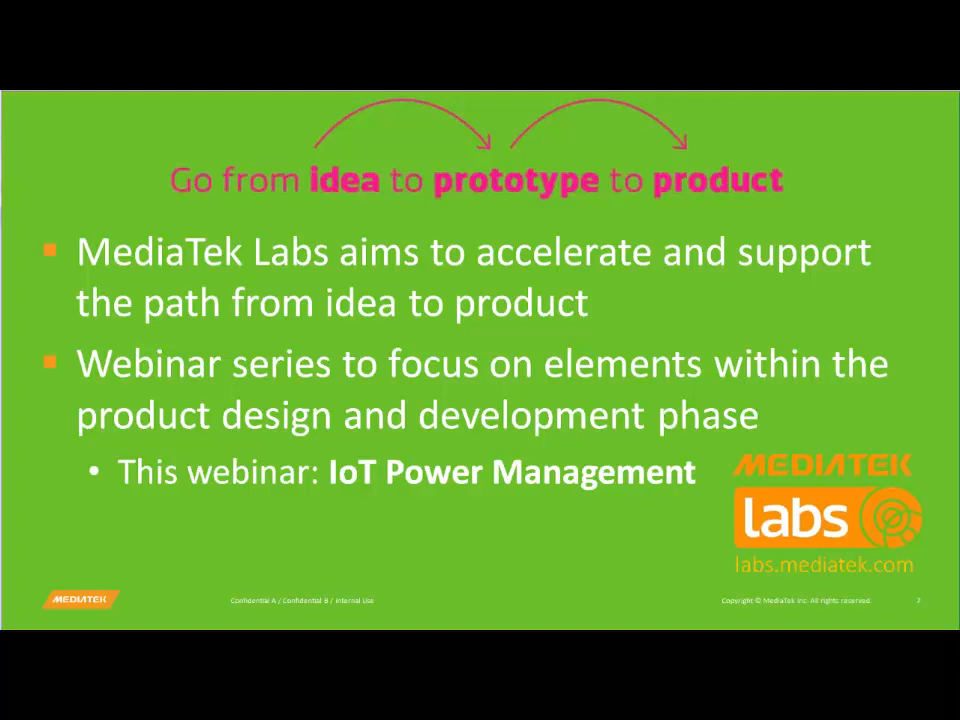 Go from idea to prototype to product
MediaTek Labs aims to accelerate and support
the path from idea to product
Webinar series to focus on elements within the
product design and development phase
• This webinar: IoT Power Management
MEDIATEK
labs
labs.mediatek.com
MEDIATEK
Confidential A / Confidential B / Internal Use
Copyright © MediaTek Inc. All rights reserved.
2